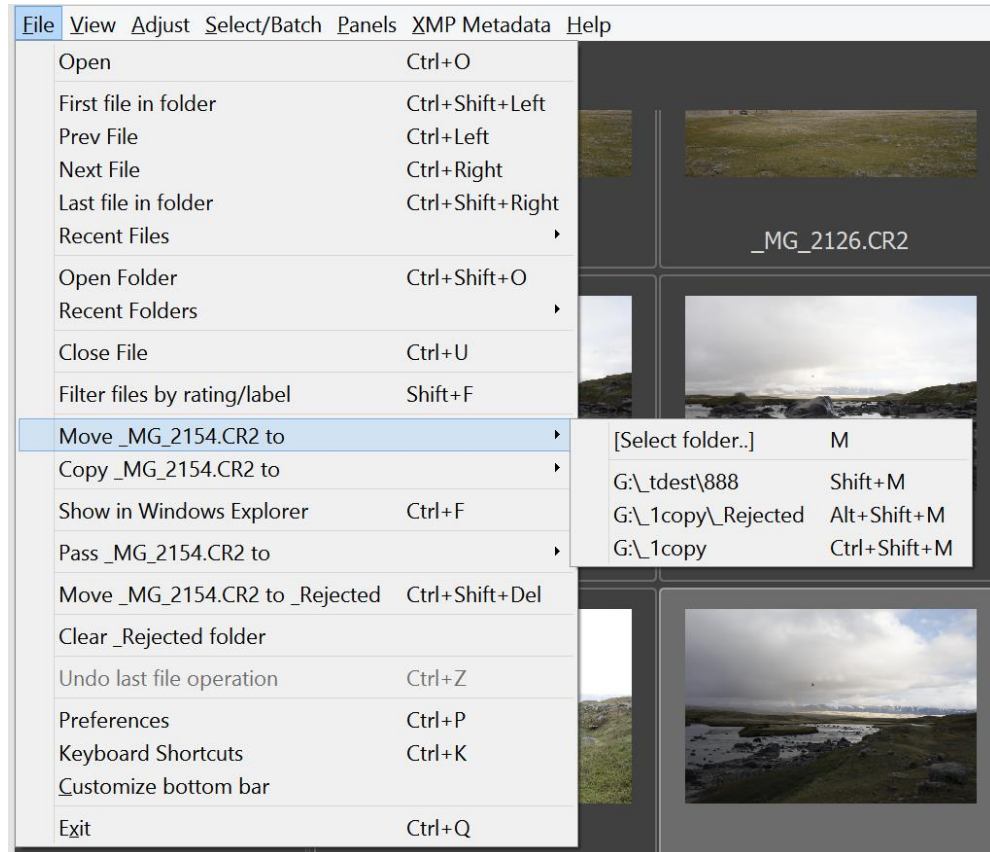 File View Adjust Select/Batch Panels XMP Metadata Help
Open Ctrl+O
First file in folder Ctrl+Shift+Left
Prev File Ctrl+Left
Next File Ctrl+Right
Last file in folder Ctrl+Shift+Right
Recent Files
_MG_2126.CR2
Open Folder Ctrl+Shift+O
Recent Folders
Close File Ctrl+U
Filter files by rating/label Shift+F
Move _MG_2154.CR2 to
[Select folder..] M
Copy _MG_2154.CR2 to
G:\_tdest\888 Shift+M
Show in Windows Explorer Ctrl+F
G:\_1copy\_Rejected Alt+Shift+M
Pass _MG_2154.CR2 to
G:\_1copy Ctrl+Shift+M
Move _MG_2154.CR2 to _Rejected Ctrl+Shift+Del
Clear _Rejected folder
Undo last file operation Ctrl+Z
Preferences Ctrl+P
Keyboard Shortcuts Ctrl+K
Customize bottom bar
Exit Ctrl+Q